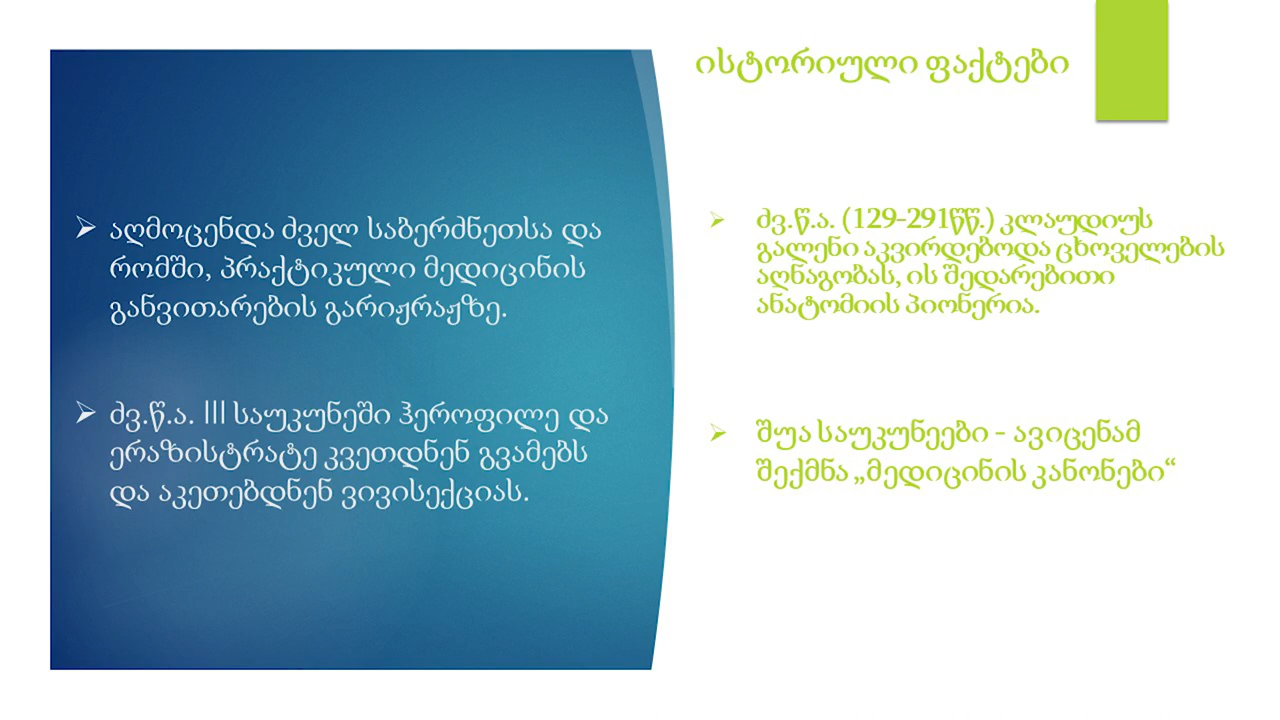 ისტორიული ფაქტები
აღმოცენდა ძველ საბერძნეთსა და
რომში, პრაქტიკული მედიცინის
განვითარების გარიჟრაჟზე.
ძვ.წ.ა. III საუკუნეში ჰეროფილე და
ერაზისტრატე კვეთდნენ გვამებს
და აკეთებდნენ ვივისექციას.
ძვ.წ.ა. (129-291წწ.) კლაუდიუს
გალენი აკვირდებოდა ცხოველების
აღნაგობას, ის შედარებითი
ანატომიის პიონერია.
შუა საუკუნეები - ავიცენამ
შექმნა „მედიცინის კანონები“